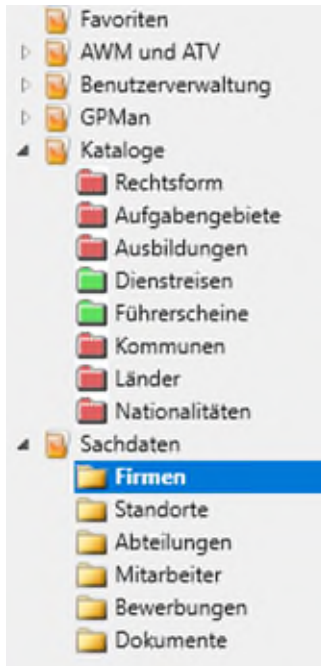 Favoriten
AWM und ATV
Benutzerverwaltung
GPMan
Kataloge
Rechtsform
Aufgabengebiete
Ausbildungen
Dienstreisen
Führerscheine
Kommunen
Länder
Nationalitäten
Sachdaten
Firmen
Standorte
Abteilungen
Mitarbeiter
Bewerbungen
Dokumente